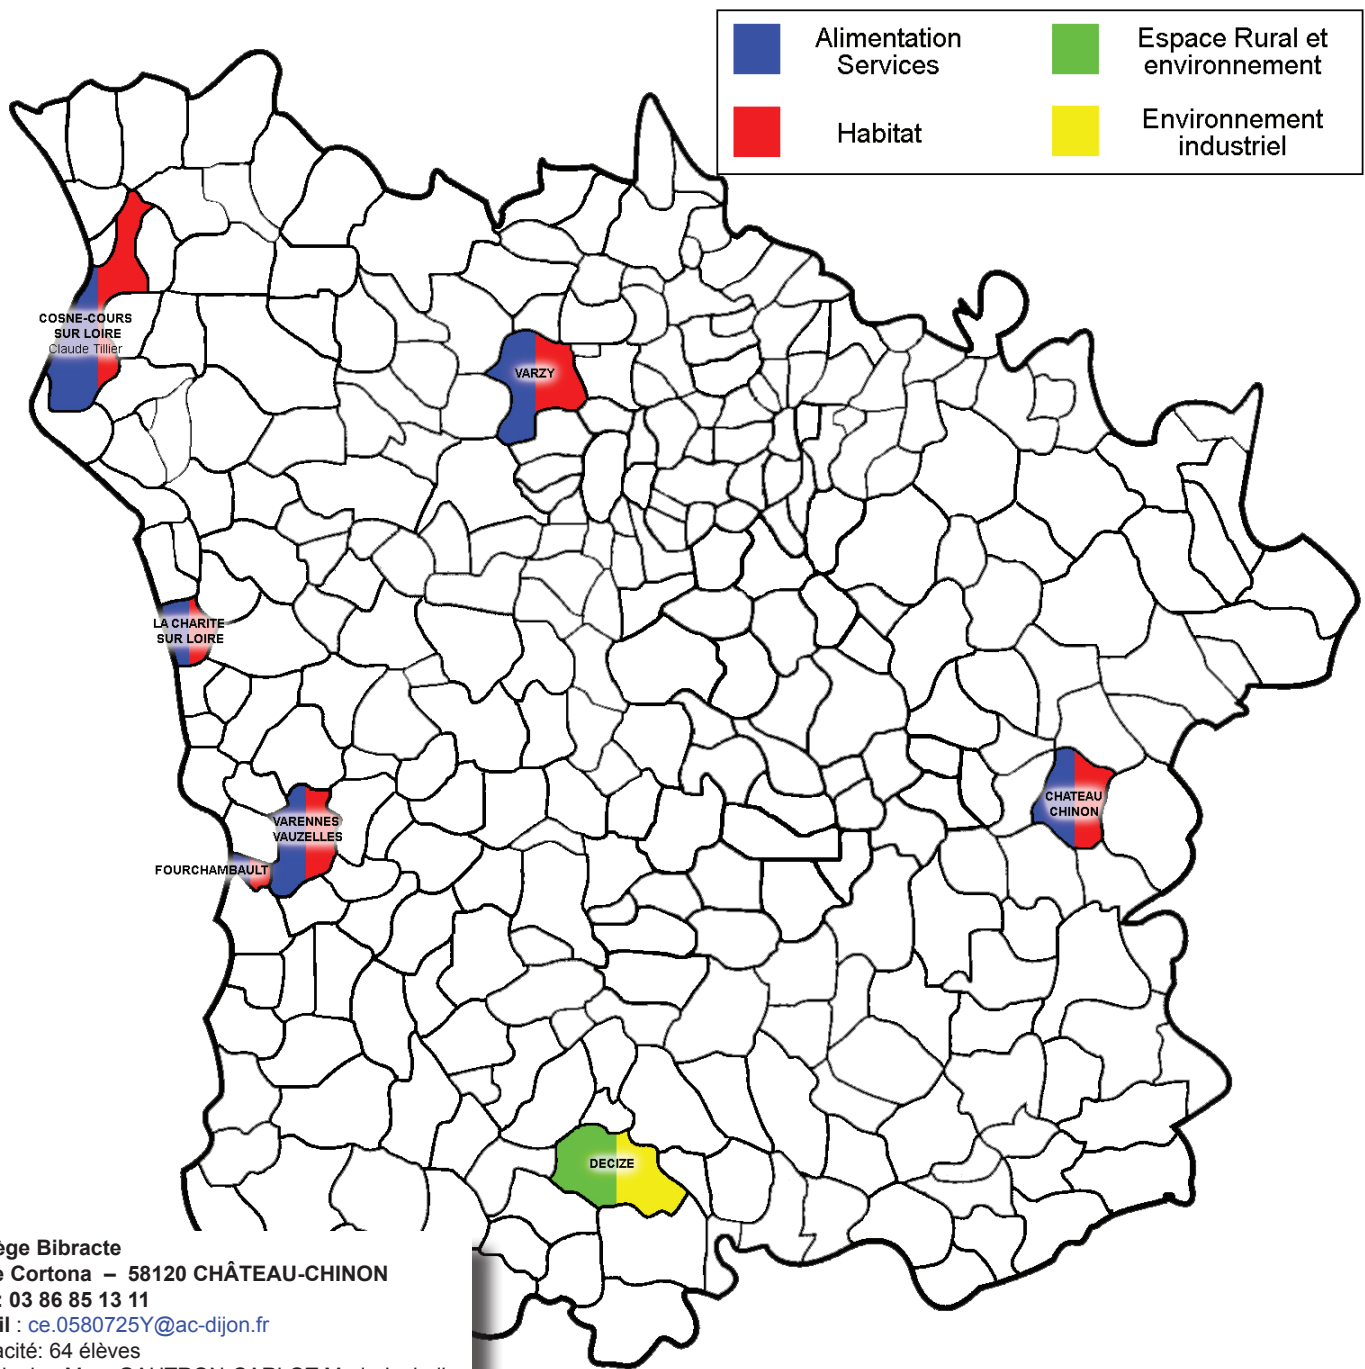 Alimentation
Services
Espace Rural et
environnement
Habitat
Environnement
industriel
COSNE-COURS
SUR LOIRE
Claude Tillier
VARZY
LA CHARITE
SUR LOIRE
CHATEAU
CHINON
VARENNES
VAUZELLES
FOURCHAMBAULT
DECIZE
ège Bibracte
e Cortona – 58120 CHÂTEAU-CHINON
: 03 86 85 13 11
il : ce.0580725Y@ac-dijon.fr
acité: 64 élèves